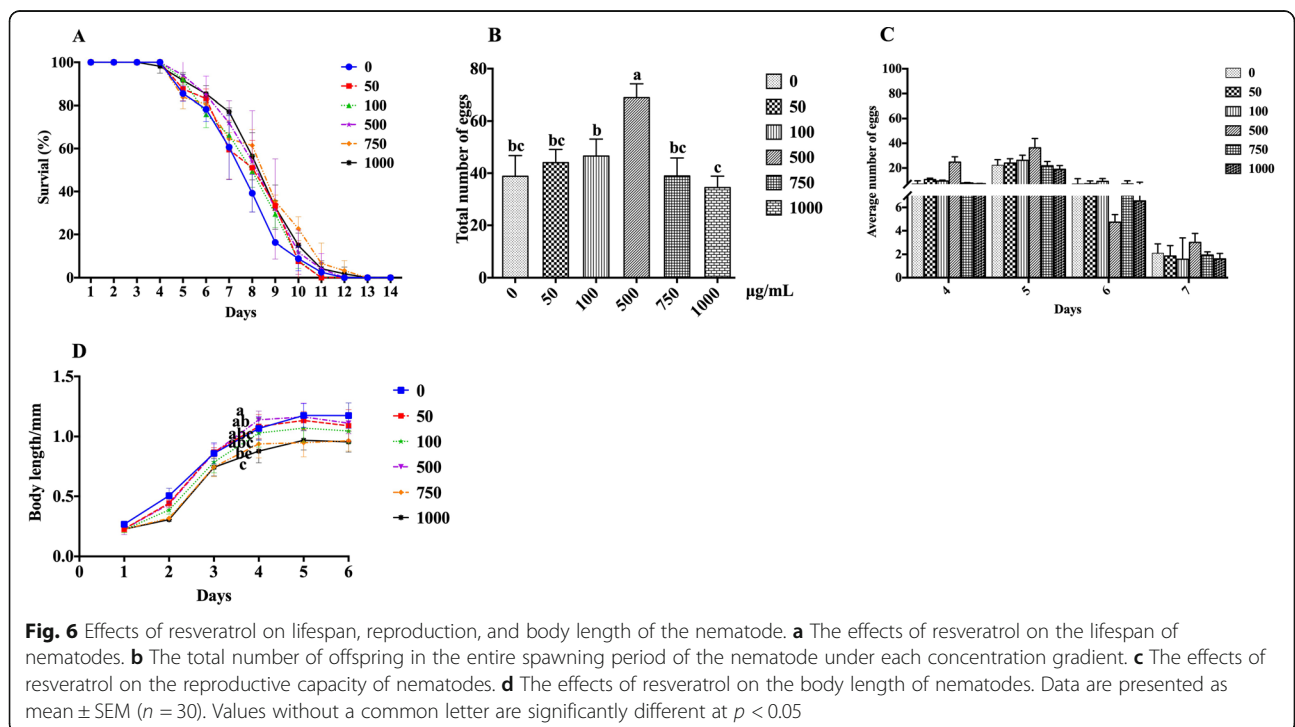 A
Survial (%)
100
80
60
40
20
0
1 2 3 4 5 6 7 8 9 10 11 12 13 14
Days
0
50
100
500
750
1000
B
Total number of eggs
80
60
40
20
0
bc
bc
b
a
bc
c
0 50 100 500 750 1000
µg/mL
0
50
100
500
750
1000
C
Average number of eggs
100
80
60
40
20
6
4
2
0
4 5 6 7
Days
0
50
100
500
750
1000
D
Body length/mm
1.5
1.0
0.5
0.0
0 1 2 3 4 5 6
Days
a
ab
abc
abc
bc
c
0
50
100
500
750
1000
Fig. 6 Effects of resveratrol on lifespan, reproduction, and body length of the nematode. a The effects of resveratrol on the lifespan of
nematodes. b The total number of offspring in the entire spawning period of the nematode under each concentration gradient. c The effects of
resveratrol on the reproductive capacity of nematodes. d The effects of resveratrol on the body length of nematodes. Data are presented as
mean ± SEM (n = 30). Values without a common letter are significantly different at p < 0.05